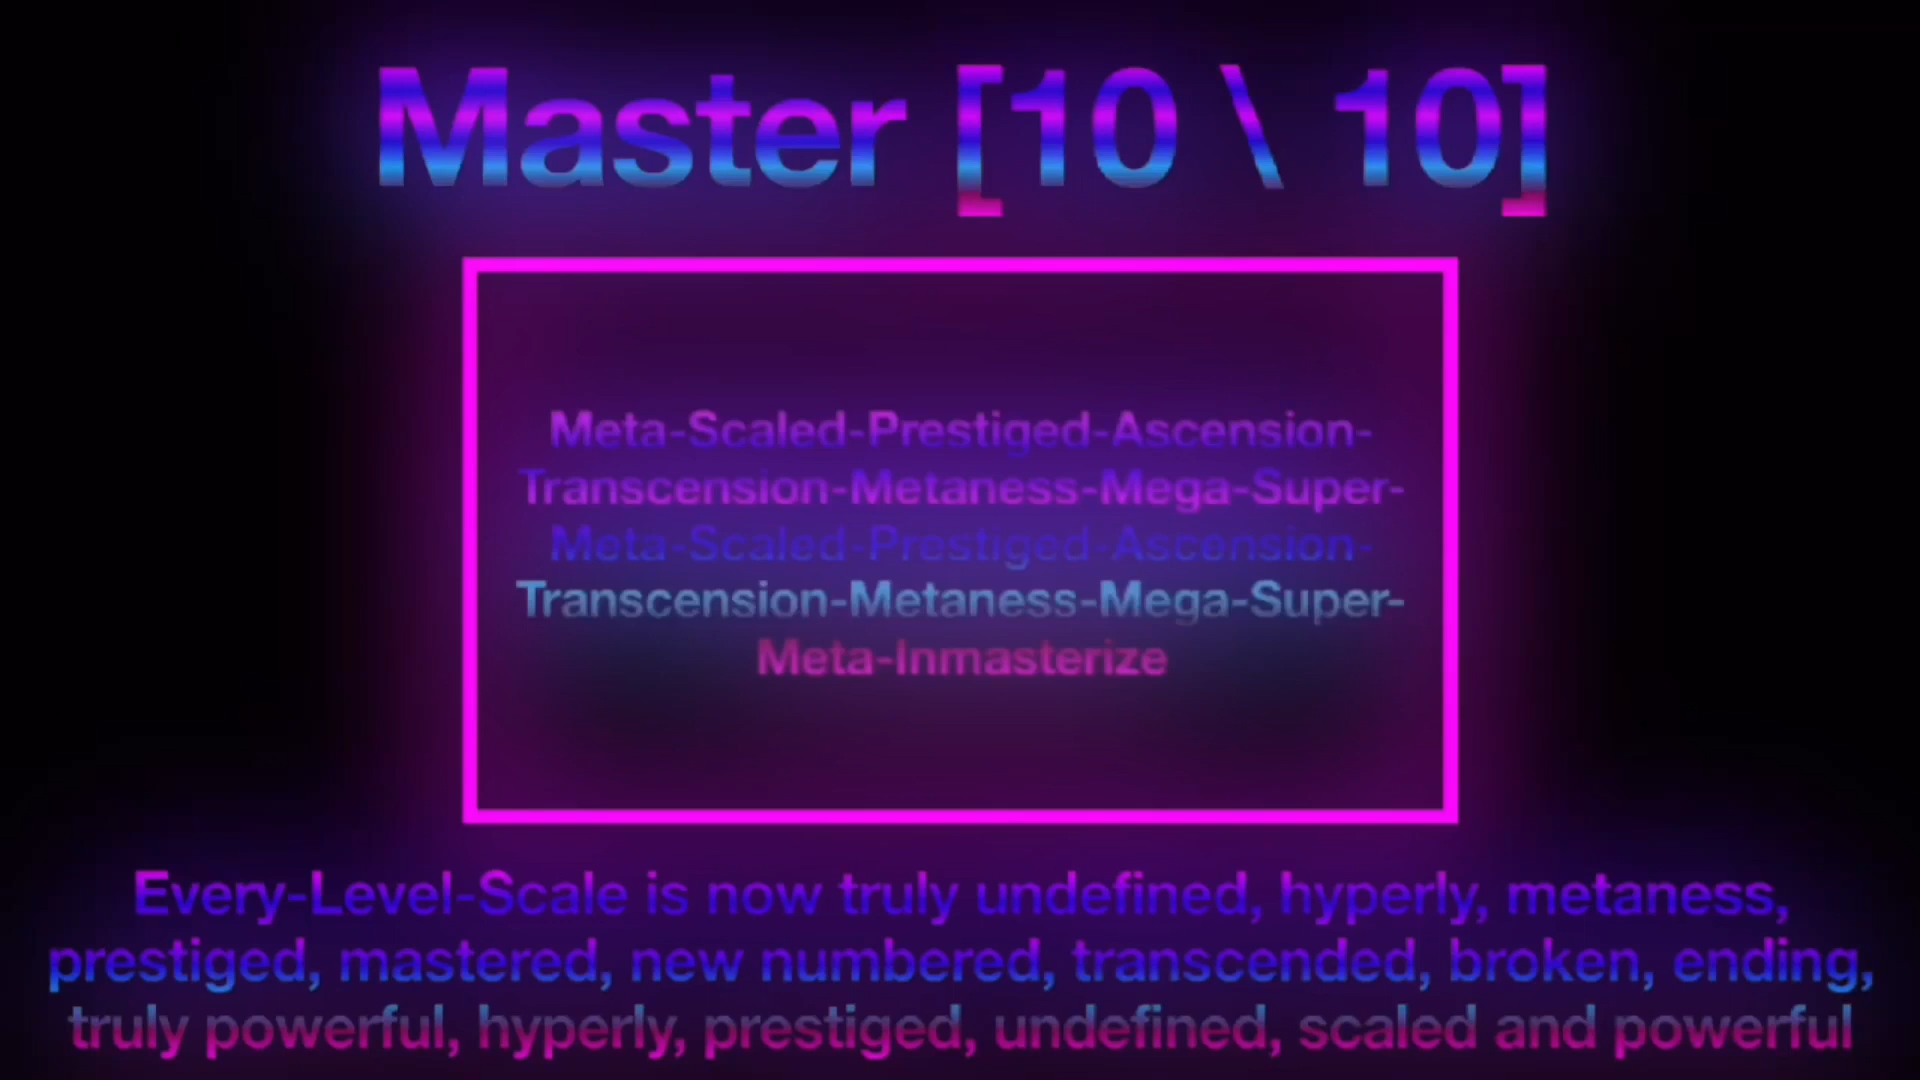 Master [10 \ 10]
Meta-Scaled-Prestiged-Ascension-
Transcension-Metaness-Mega-Super-
Meta-Scaled-Prestiged-Ascension-
Transcension-Metaness-Mega-Super-
Meta-Inmasterize
Every-Level-Scale is now truly undefined, hyperly, metaness,
prestiged, mastered, new numbered, transcended, broken, ending,
truly powerful, hyperly, prestiged, undefined, scaled and powerful